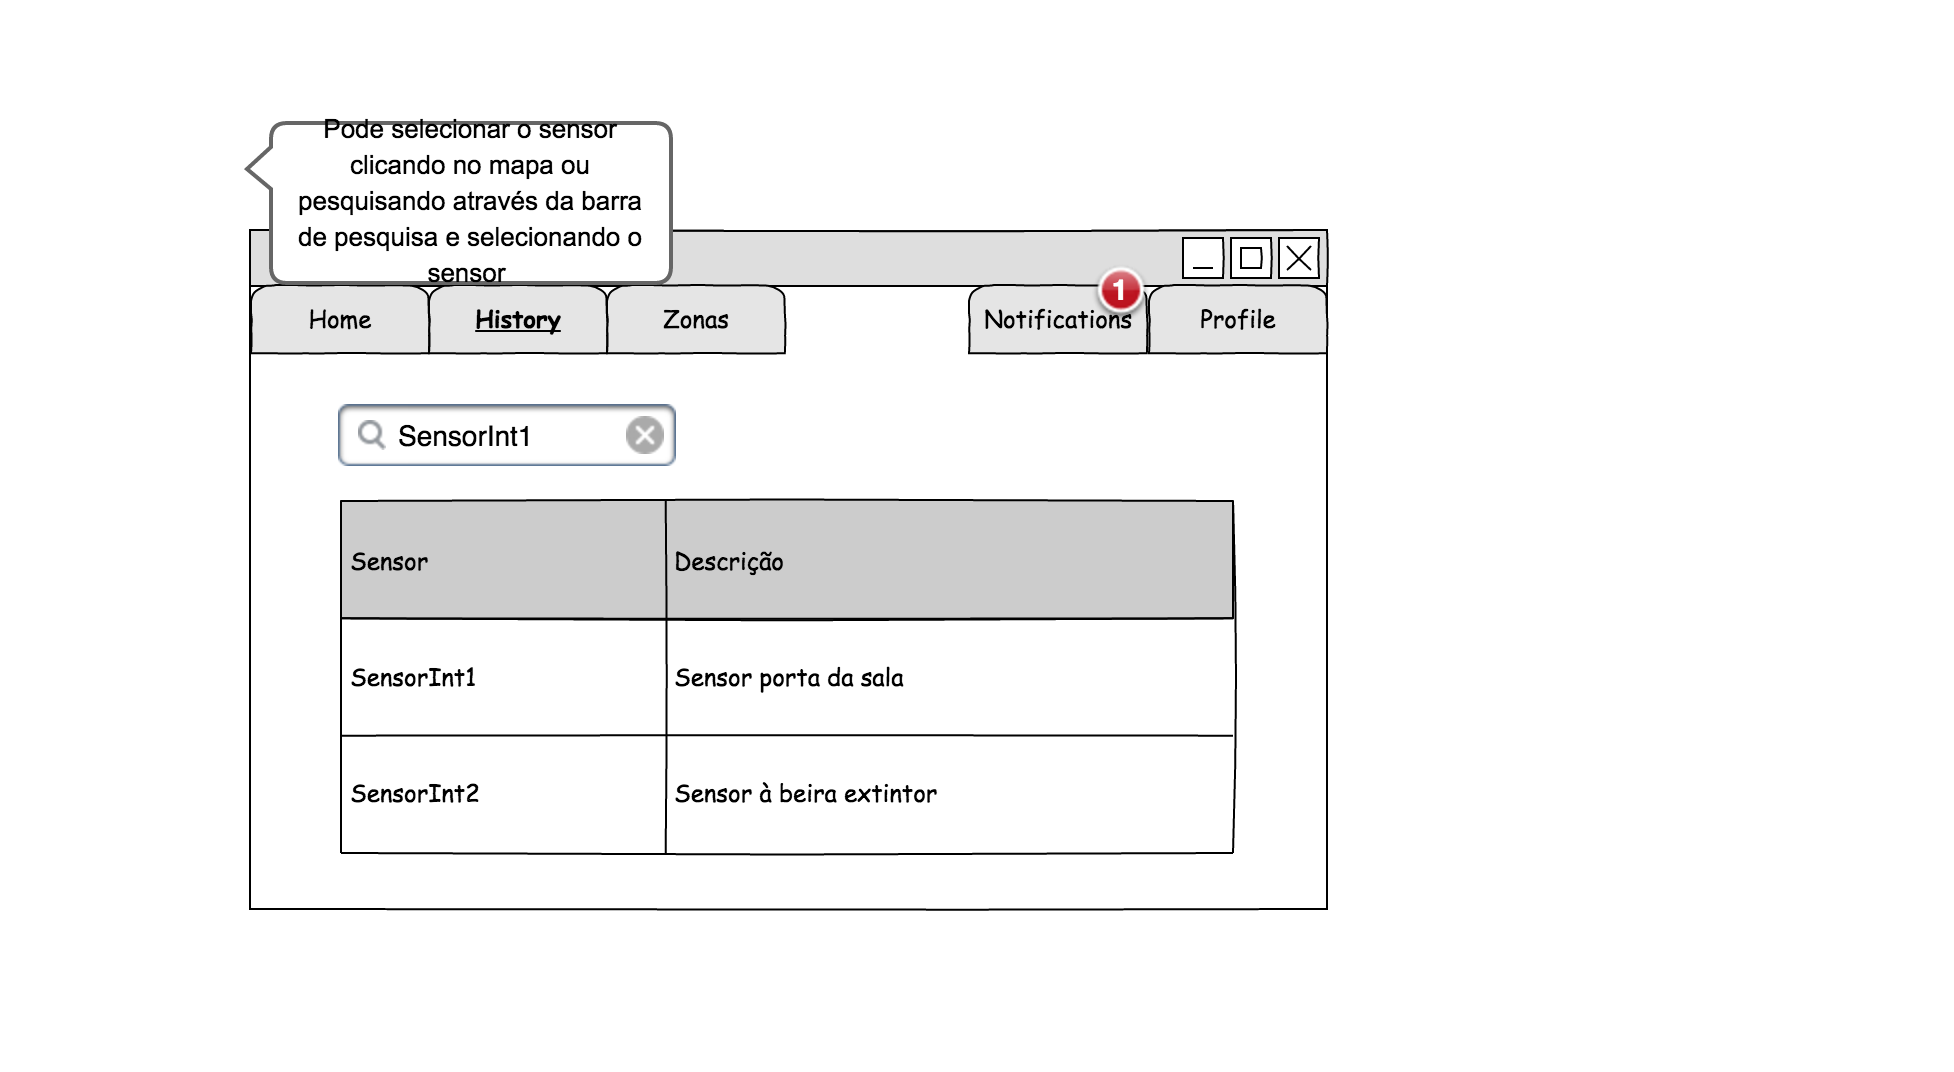 Pode selecionar o sensor
clicando no mapa ou
pesquisando através da barra
de pesquisa e selecionando o
sensor
Home
History
Zonas
Notifications
1
Profile
SensorInt1
Sensor
Descrição
SensorInt1
Sensor porta da sala
SensorInt2
Sensor à beira extintor